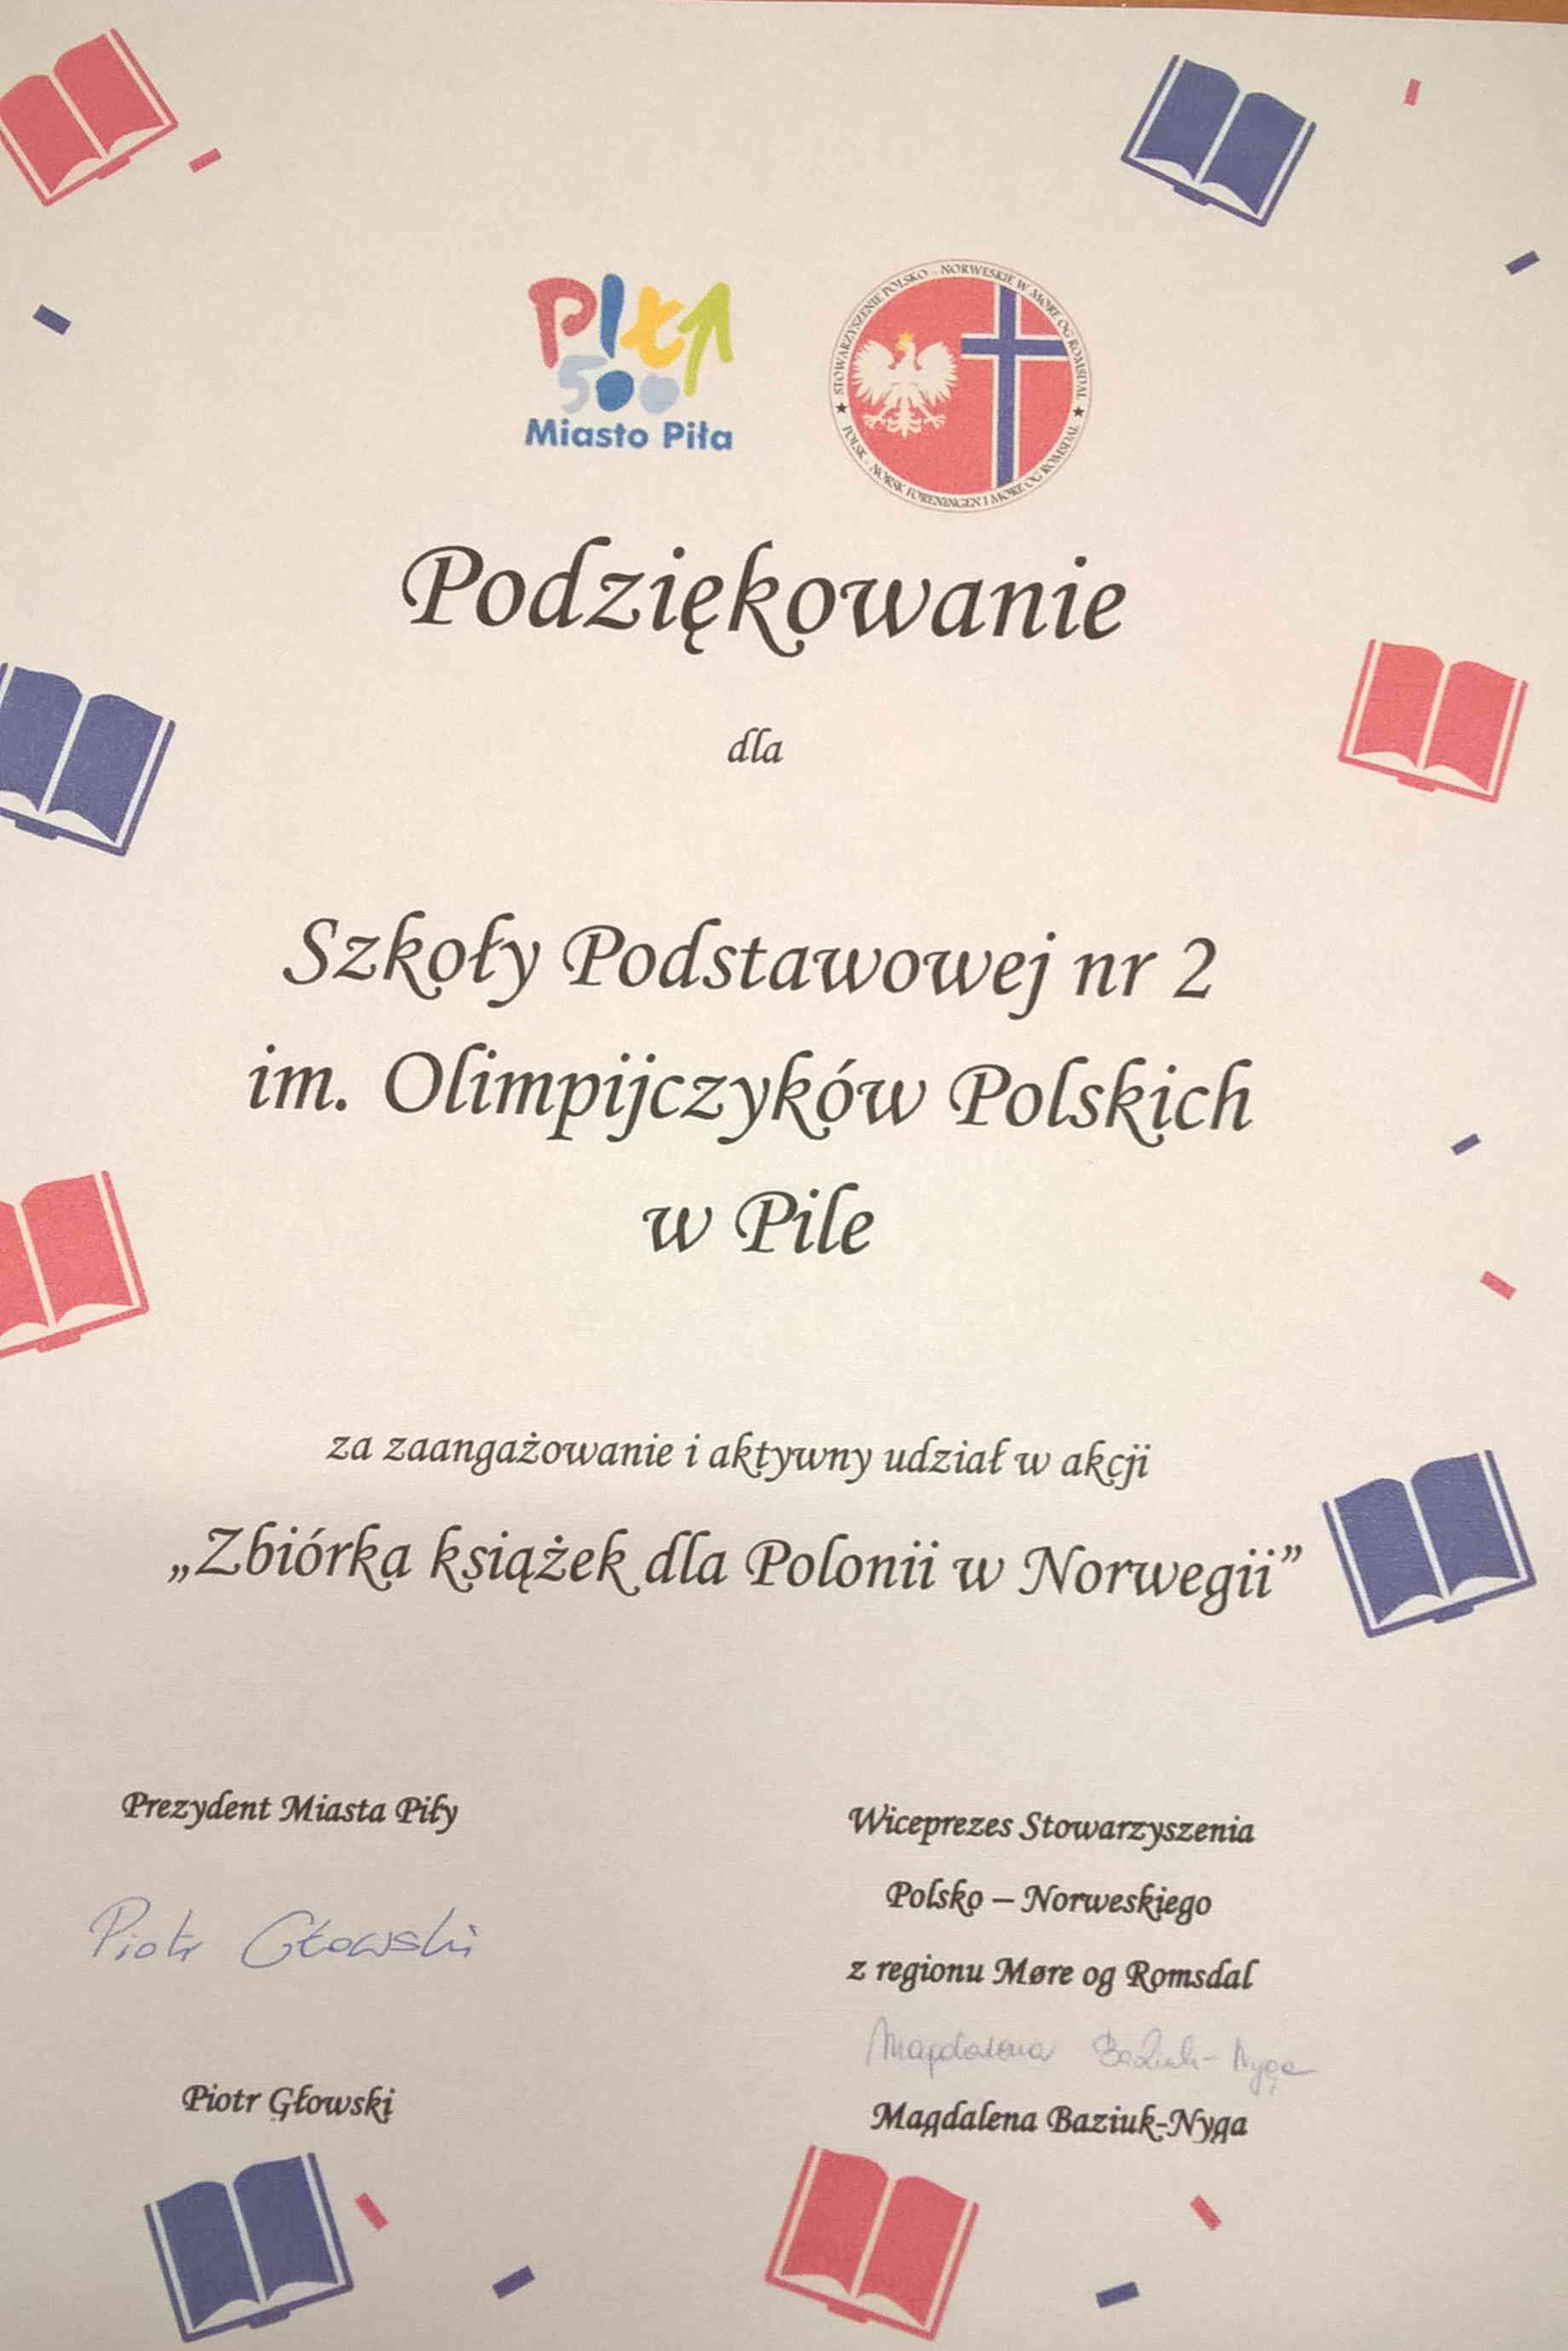 PIŁA
500
Miasto Piła
STOWARZYSZENIE POLSKO - NORWESKIE W MØRE OG ROMSDAL
★ POLSK - NORSK FORENINGEN I MØRE OG ROMSDAL ★
Podziękowanie
dla
Szkoły Podstawowej nr 2
im. Olimpijczyków Polskich
w Pile
za zaangażowanie i aktywny udział w akcji
„Zbiórka książek dla Polonii w Norwegii”
Prezydent Miasta Piły
Piotr Głowski
Piotr Głowski
Wiceprezes Stowarzyszenia
Polsko – Norweskiego
z regionu Møre og Romsdal
Magdalena Baziuk-Nyga
Magdalena Baziuk-Nyga